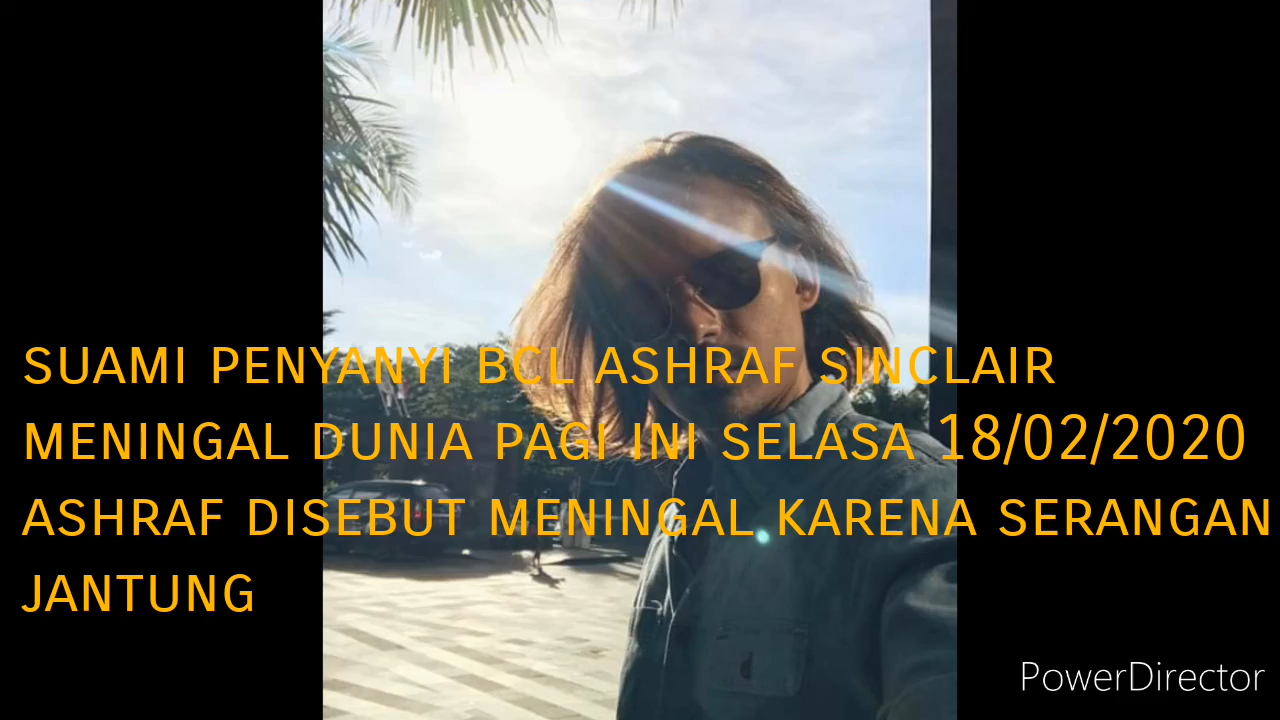 SUAMI PENYANYI BCL ASHRAF SINCLAIR
MENINGAL DUNIA PAGI INI SELASA 18/02/2020
ASHRAF DISEBUT MENINGAL KARENA SERANGAN
JANTUNG
PowerDirector